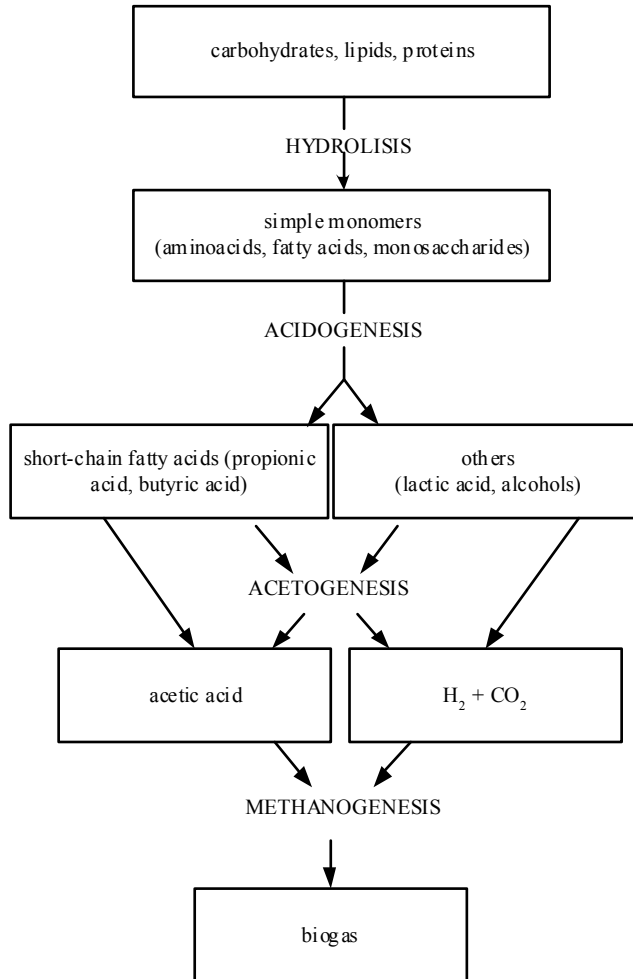 carbohydrates, lipids, proteins
HYDROLISIS
simple monomers
(aminoacids, fatty acids, monosaccharides)
ACIDOGENESIS
short-chain fatty acids (propionic
acid, butyric acid)
others
(lactic acid, alcohols)
ACETOGENESIS
acetic acid
H₂ + CO₂
METHANOGENESIS
biogas